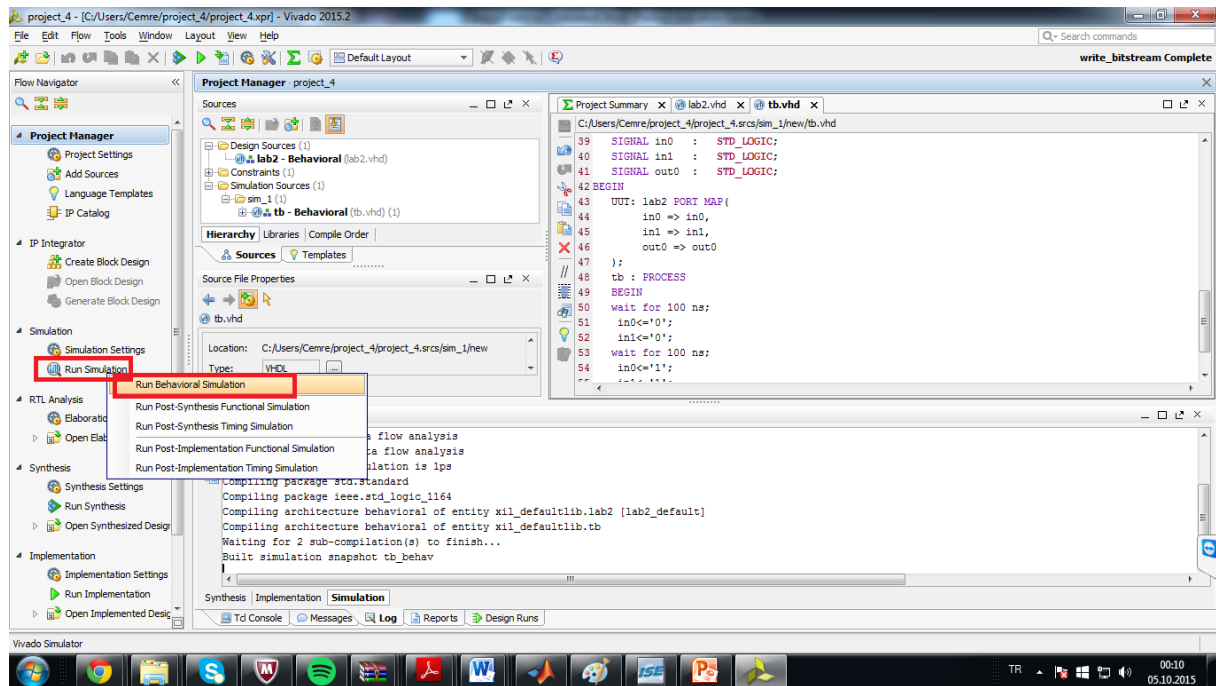 project_4 - [C:/Users/Cemre/project_4/project_4.xpr] - Vivado 2015.2
File Edit Flow Tools Window Layout View Help
Search commands
Default Layout
write_bitstream Complete
Flow Navigator
Project Manager
Project Settings
Add Sources
Language Templates
IP Catalog
IP Integrator
Create Block Design
Open Block Design
Generate Block Design
Simulation
Simulation Settings
Run Simulation
Run Behavioral Simulation
Run Post-Synthesis Functional Simulation
Run Post-Synthesis Timing Simulation
Run Post-Implementation Functional Simulation
Run Post-Implementation Timing Simulation
RTL Analysis
Elaboratio
Open Elab
Synthesis
Synthesis Settings
Run Synthesis
Open Synthesized Design
Implementation
Implementation Settings
Run Implementation
Open Implemented Desig
Project Manager - project_4
Sources
Design Sources (1)
lab2 - Behavioral (lab2.vhd)
Constraints (1)
Simulation Sources (1)
sim_1 (1)
tb - Behavioral (tb.vhd) (1)
Hierarchy Libraries Compile Order
Sources Templates
Source File Properties
tb.vhd
Location: C:/Users/Cemre/project_4/project_4.srcs/sim_1/new
Type: VHDL ...
Project Summary lab2.vhd tb.vhd
C:/Users/Cemre/project_4/project_4.srcs/sim_1/new/tb.vhd
39 SIGNAL in0 : STD_LOGIC;
40 SIGNAL in1 : STD_LOGIC;
41 SIGNAL out0 : STD_LOGIC;
42 BEGIN
43 UUT: lab2 PORT MAP(
44 in0 => in0,
45 in1 => in1,
46 out0 => out0
47 );
48 tb : PROCESS
49 BEGIN
50 wait for 100 ns;
51 in0<='0';
52 in1<='0';
53 wait for 100 ns;
54 in0<='1';
a flow analysis
ta flow analysis
ulation is 1ps
Compiling package std.standard
Compiling package ieee.std_logic_1164
Compiling architecture behavioral of entity xil_defaultlib.lab2 [lab2_default]
Compiling architecture behavioral of entity xil_defaultlib.tb
Waiting for 2 sub-compilation(s) to finish...
Built simulation snapshot tb_behav
Synthesis Implementation Simulation
Tcl Console Messages Log Reports Design Runs
Vivado Simulator
ISE
TR
00:10
05.10.2015